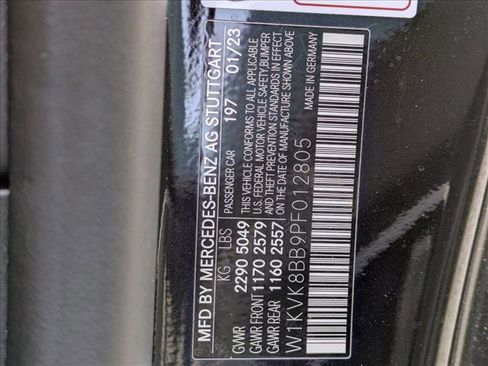 MFD BY MERCEDES-BENZ AG STUTTGART
KG LBS PASSENGER CAR 197 01/23
GVWR 2290 5049 THIS VEHICLE CONFORMS TO ALL APPLICABLE
GAWR FRONT 1170 2579 U.S. FEDERAL MOTOR VEHICLE SAFETY, BUMPER
GAWR REAR 1160 2557 AND THEFT PREVENTION STANDARDS IN EFFECT
ON THE DATE OF MANUFACTURE SHOWN ABOVE
W1KVK8BB9PF012805 MADE IN GERMANY